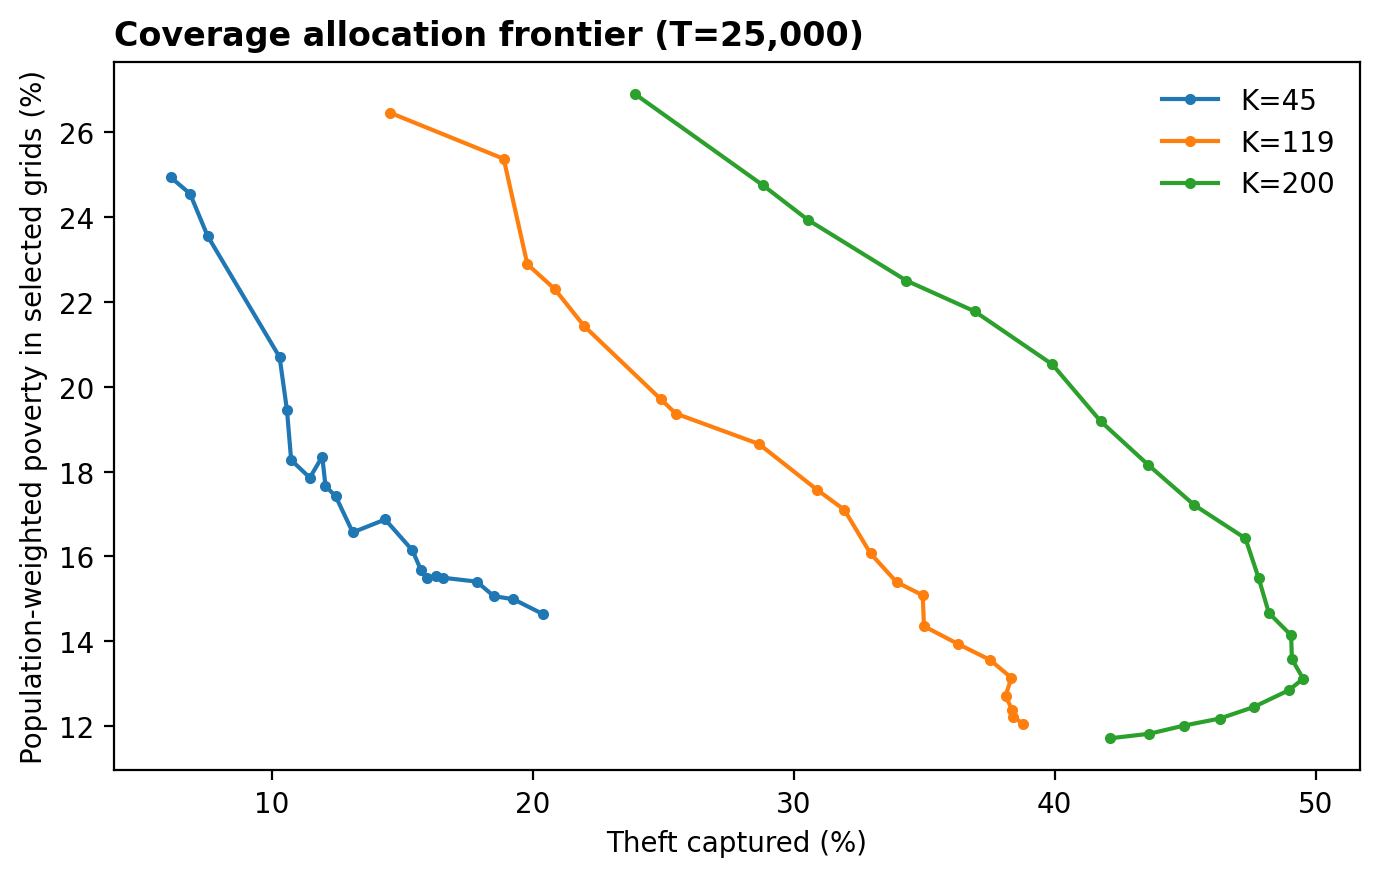 Coverage allocation frontier (T=25,000)
Population-weighted poverty in selected grids (%)
26
24
22
20
18
16
14
12
K=45
K=119
K=200
10
20
30
40
50
Theft captured (%)